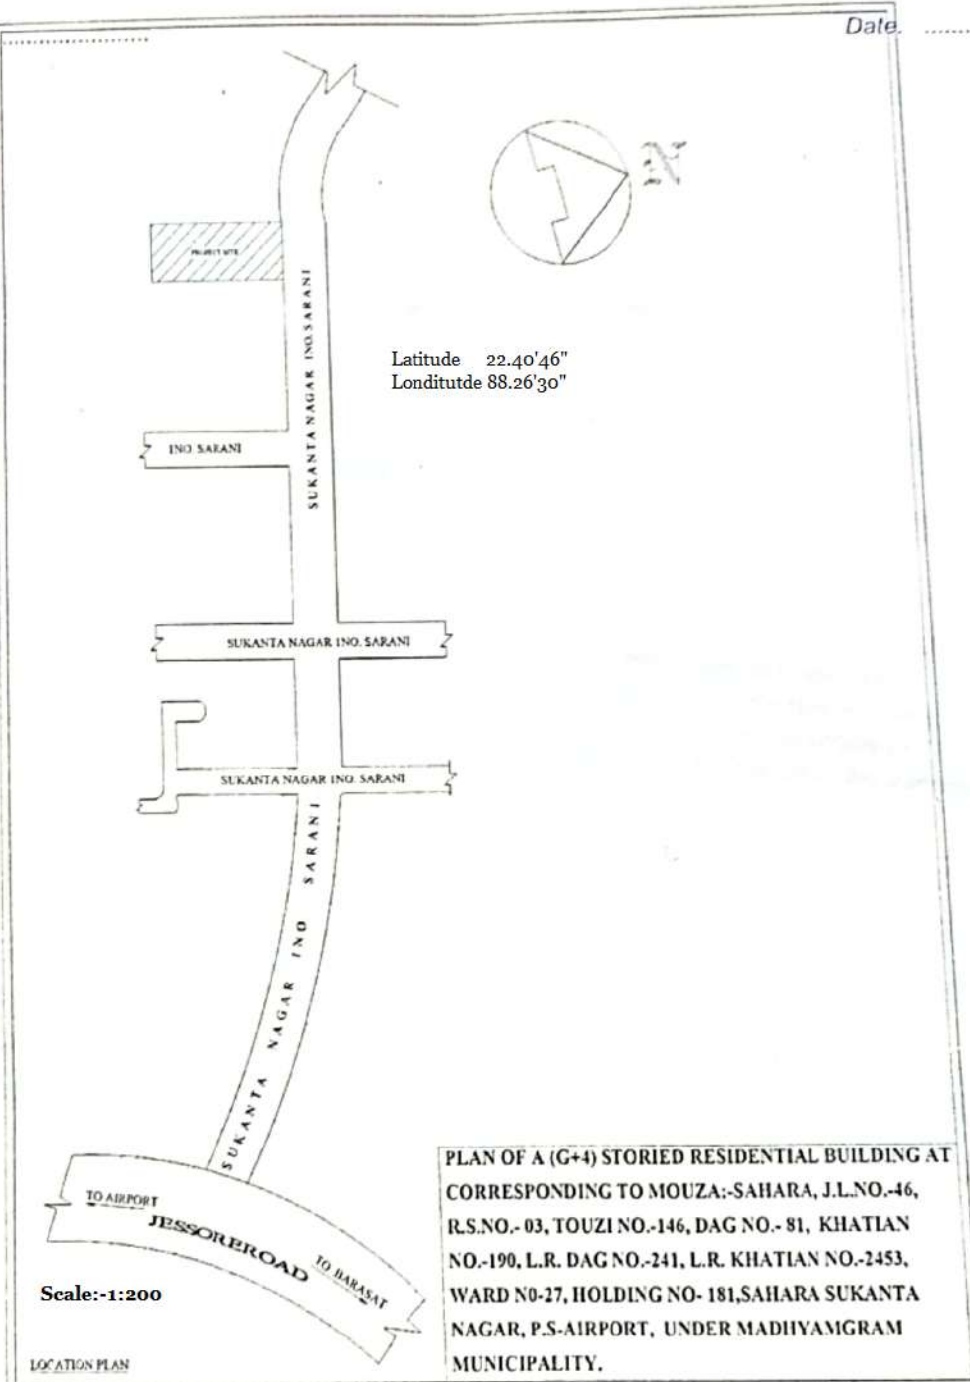 Date.
N
PROJECT SITE
SUKANTA NAGAR INO.SARANI
Latitude 22.40'46"
Londitutde 88.26'30"
INO. SARANI
SUKANTA NAGAR INO. SARANI
SUKANTA NAGAR INO. SARANI
SUKANTA NAGAR INO SARANI
TO AIRPORT
JESSOREROAD
TO BARASAT
Scale:-1:200
LOCATION PLAN
PLAN OF A (G+4) STORIED RESIDENTIAL BUILDING AT
CORRESPONDING TO MOUZA:-SAHARA, J.L.NO.-46,
R.S.NO.- 03, TOUZI NO.-146, DAG NO.- 81, KHATIAN
NO.-190, L.R. DAG NO.-241, L.R. KHATIAN NO.-2453,
WARD N0-27, HOLDING NO- 181,SAHARA SUKANTA
NAGAR, P.S-AIRPORT, UNDER MADHYAMGRAM
MUNICIPALITY.